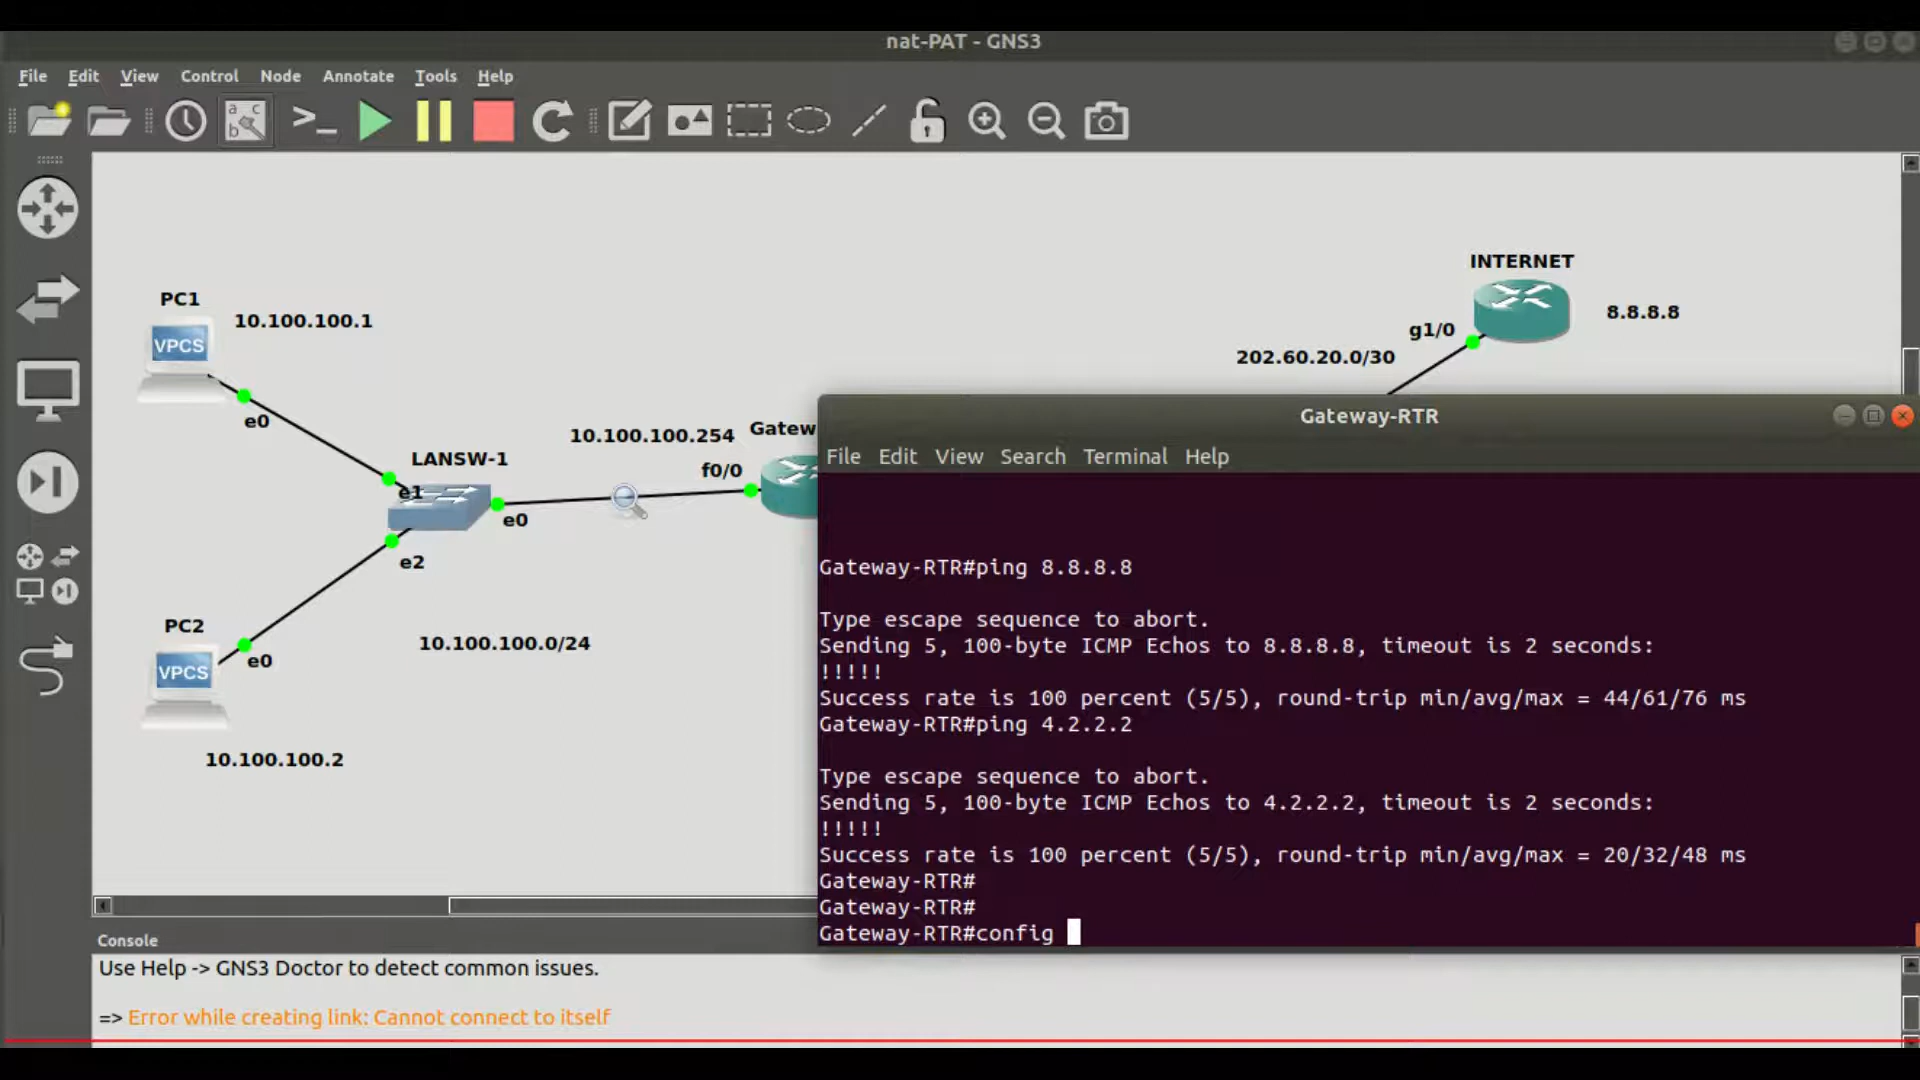 nat-PAT - GNS3
File Edit View Control Node Annotate Tools Help
a c
b
>_
INTERNET
8.8.8.8
g1/0
202.60.20.0/30
PC1
10.100.100.1
VPCS
e0
LANSW-1
e1
e0
e2
10.100.100.254
Gatew
f0/0
PC2
VPCS
e0
10.100.100.0/24
10.100.100.2
Gateway-RTR
File Edit View Search Terminal Help
Gateway-RTR#ping 8.8.8.8
Type escape sequence to abort.
Sending 5, 100-byte ICMP Echos to 8.8.8.8, timeout is 2 seconds:
!!!!!
Success rate is 100 percent (5/5), round-trip min/avg/max = 44/61/76 ms
Gateway-RTR#ping 4.2.2.2
Type escape sequence to abort.
Sending 5, 100-byte ICMP Echos to 4.2.2.2, timeout is 2 seconds:
!!!!!
Success rate is 100 percent (5/5), round-trip min/avg/max = 20/32/48 ms
Gateway-RTR#
Gateway-RTR#
Gateway-RTR#config
Console
Use Help -> GNS3 Doctor to detect common issues.
=> Error while creating link: Cannot connect to itself